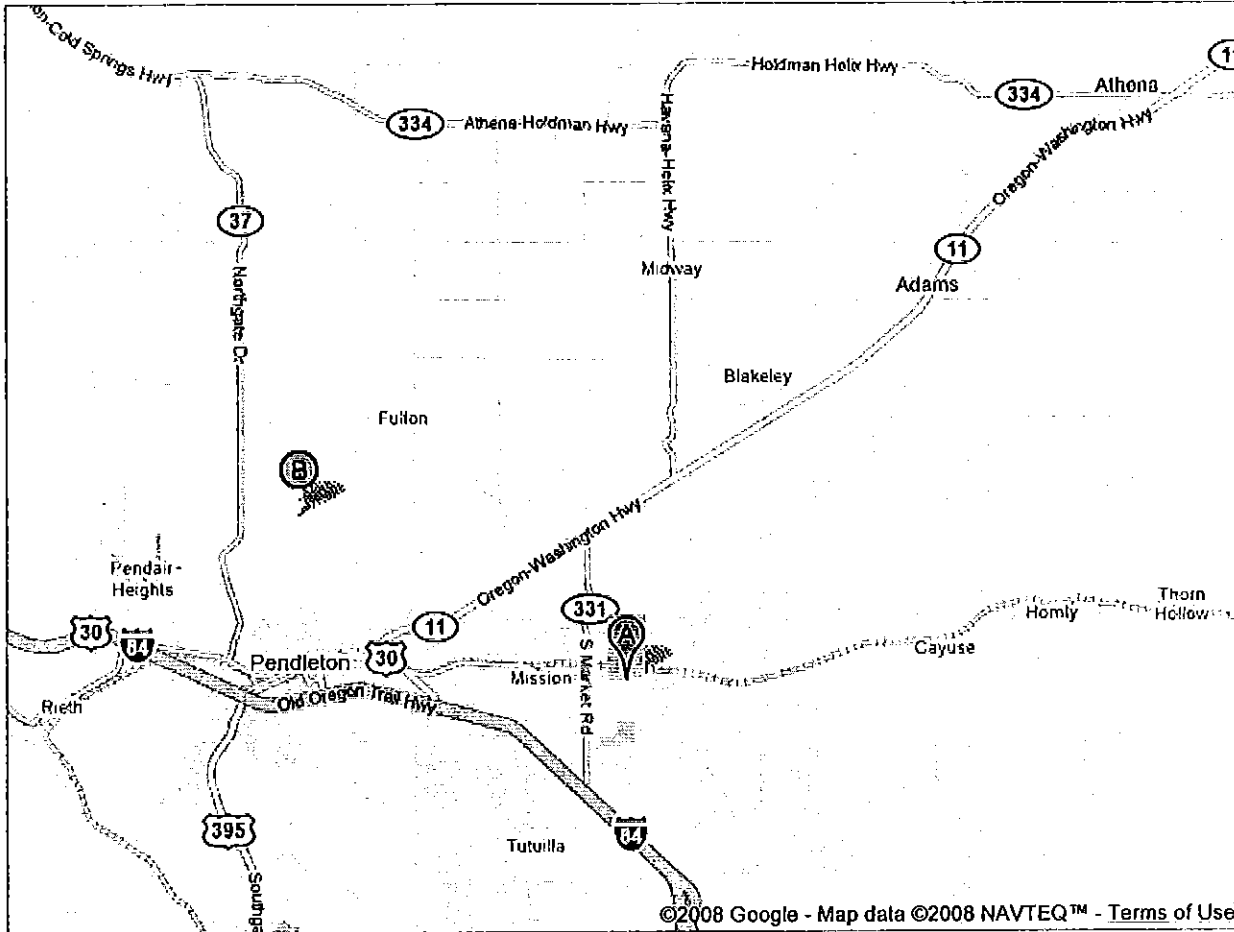 on-Cold Springs Hwy
Holdman Helix Hwy
11
334
Athena
334
Athena-Holdman Hwy
Havana-Helix Hwy
Oregon-Washington Hwy
37
11
Midway
Northgate Dr
Adams
Blakeley
Fulton
B
Oregon-Washington Hwy
Pendair-
Heights
331
A
Thorn
Hollow
Homly
30
84
11
Cayuse
Pendleton
30
Mission
S Market Rd
Rieth
Old Oregon Trail Hwy
395
84
Tutuilla
Southga
©2008 Google - Map data ©2008 NAVTEQ™ - Terms of Use